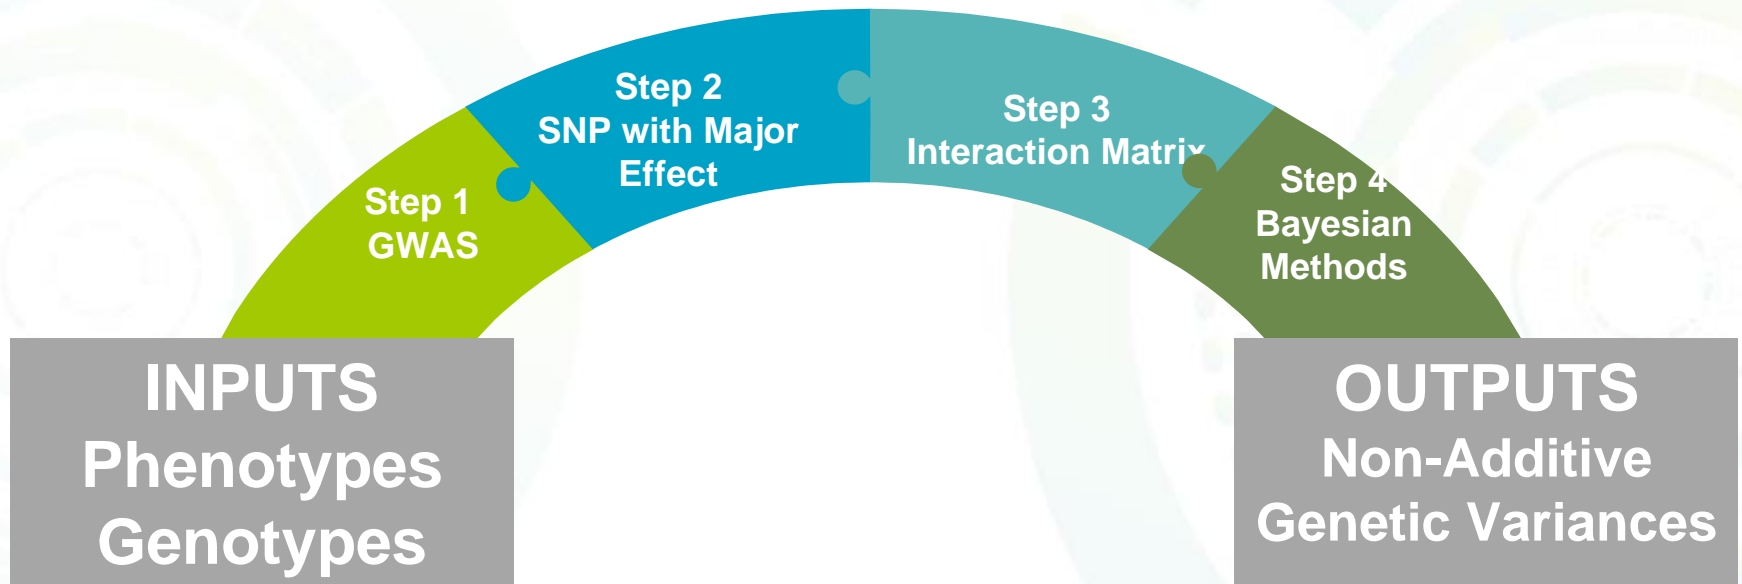 Step 1
GWAS
Step 2
SNP with Major
Effect
Step 3
Interaction Matrix
Step 4
Bayesian
Methods
INPUTS
Phenotypes
Genotypes
OUTPUTS
Non-Additive
Genetic Variances